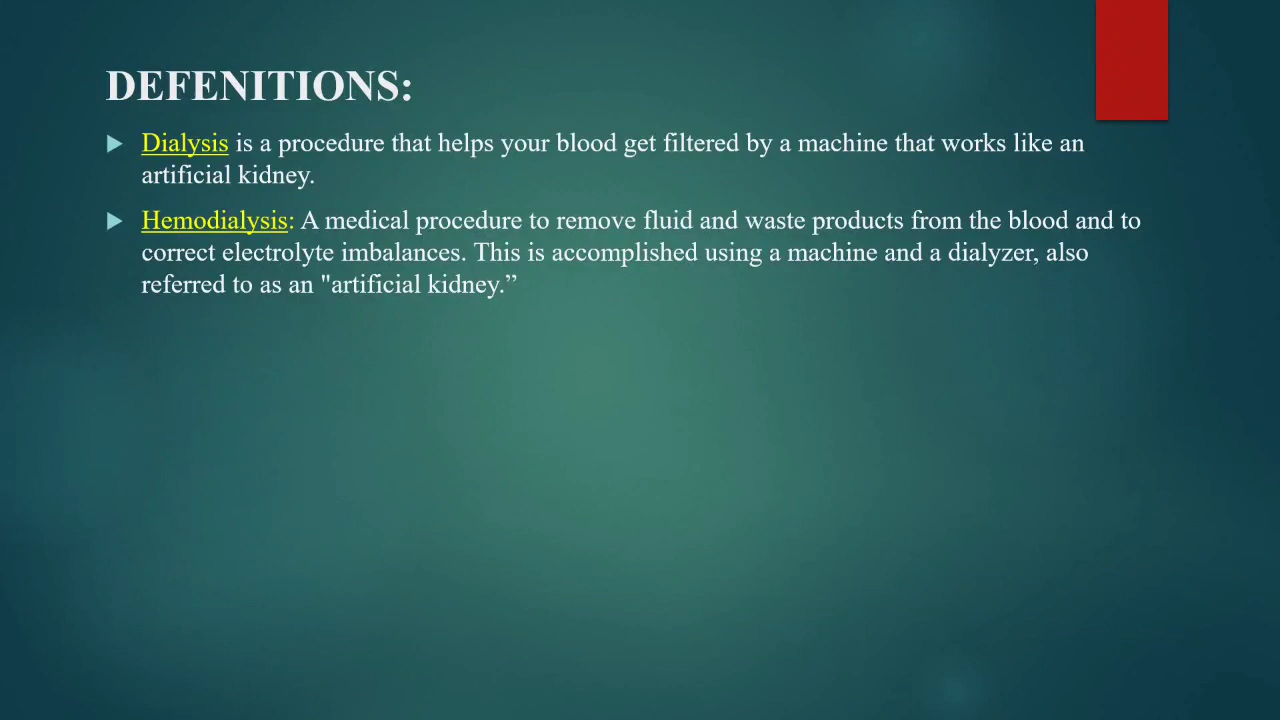 DEFENITIONS:
Dialysis is a procedure that helps your blood get filtered by a machine that works like an
artificial kidney.
Hemodialysis: A medical procedure to remove fluid and waste products from the blood and to
correct electrolyte imbalances. This is accomplished using a machine and a dialyzer, also
referred to as an "artificial kidney.”